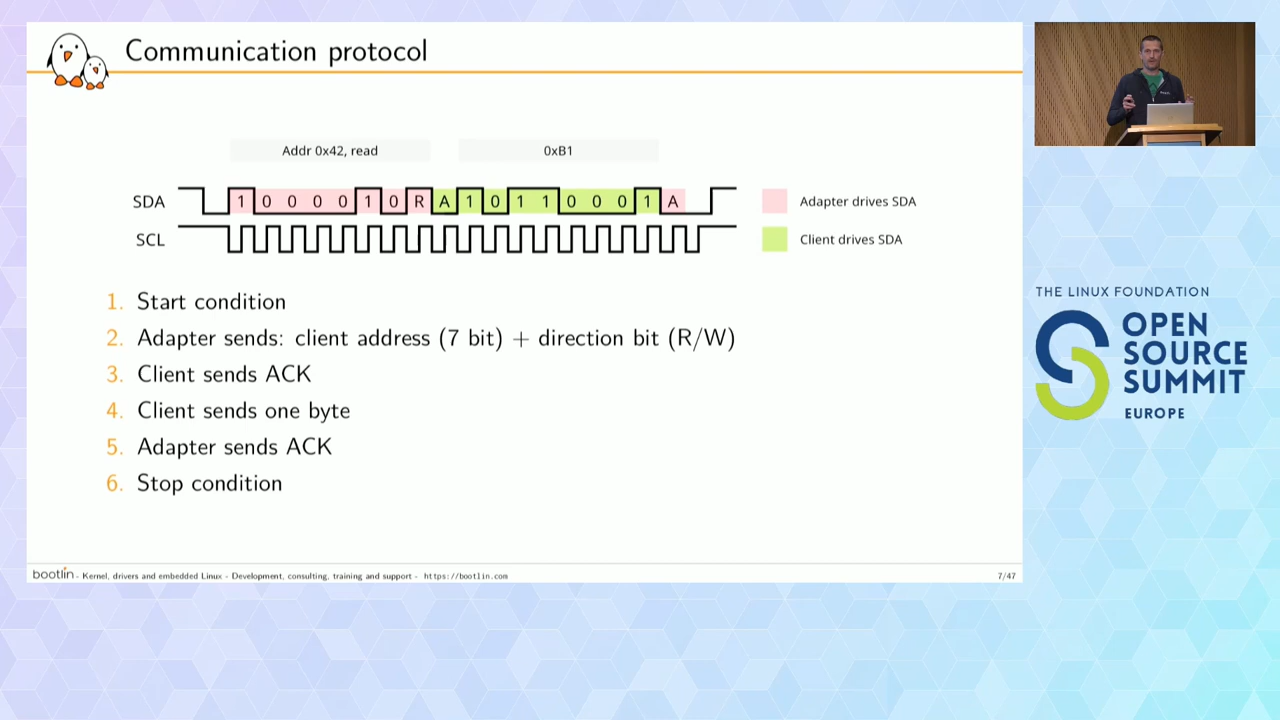 Communication protocol
Addr 0x42, read
0xB1
SDA 1 0 0 0 0 1 0 R A 1 0 1 1 0 0 0 1 A
Adapter drives SDA
SCL
Client drives SDA
1. Start condition
2. Adapter sends: client address (7 bit) + direction bit (R/W)
3. Client sends ACK
4. Client sends one byte
5. Adapter sends ACK
6. Stop condition
bootlin - Kernel, drivers and embedded Linux - Development, consulting, training and support - https://bootlin.com
7/47
THE LINUX FOUNDATION
OPEN
SOURCE
SUMMIT
EUROPE